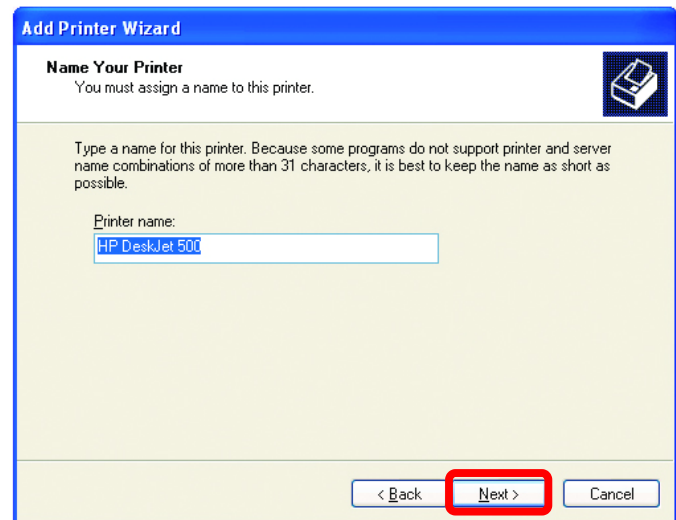 Add Printer Wizard
Name Your Printer
You must assign a name to this printer.
Type a name for this printer. Because some programs do not support printer and server
name combinations of more than 31 characters, it is best to keep the name as short as
possible.
Printer name:
HP DeskJet 500
< Back Next > Cancel